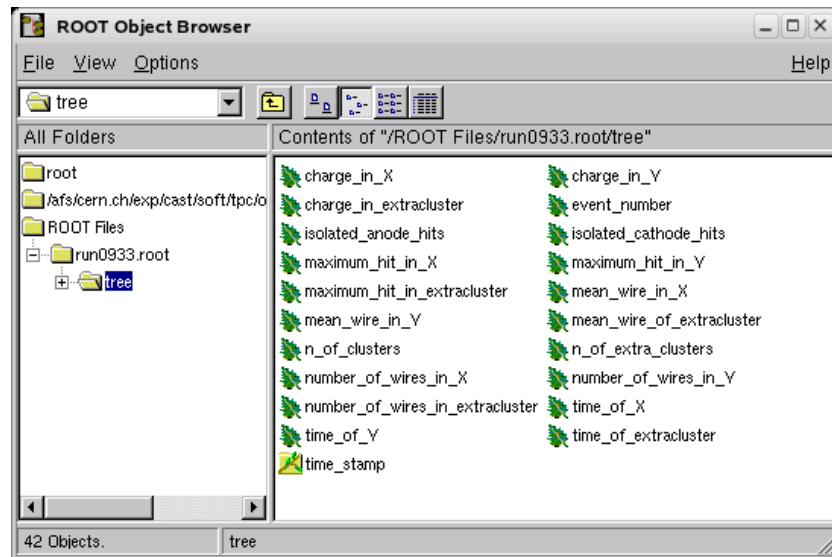 ROOT Object Browser
File View Options Help
tree
All Folders
Contents of "/ROOT Files/run0933.root/tree"
root
/afs/cern.ch/exp/cast/soft/tpc/o
ROOT Files
run0933.root
tree
charge_in_X charge_in_Y
charge_in_extracluster event_number
isolated_anode_hits isolated_cathode_hits
maximum_hit_in_X maximum_hit_in_Y
maximum_hit_in_extracluster mean_wire_in_X
mean_wire_in_Y mean_wire_of_extracluster
n_of_clusters n_of_extra_clusters
number_of_wires_in_X number_of_wires_in_Y
number_of_wires_in_extracluster time_of_X
time_of_Y time_of_extracluster
time_stamp
42 Objects. tree